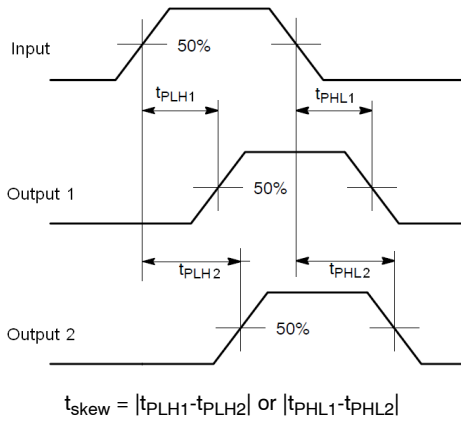 Input
50%
tPLH1
tPHL1
Output 1
50%
tPLH2
tPHL2
Output 2
50%
tskew = |tPLH1-tPLH2| or |tPHL1-tPHL2|